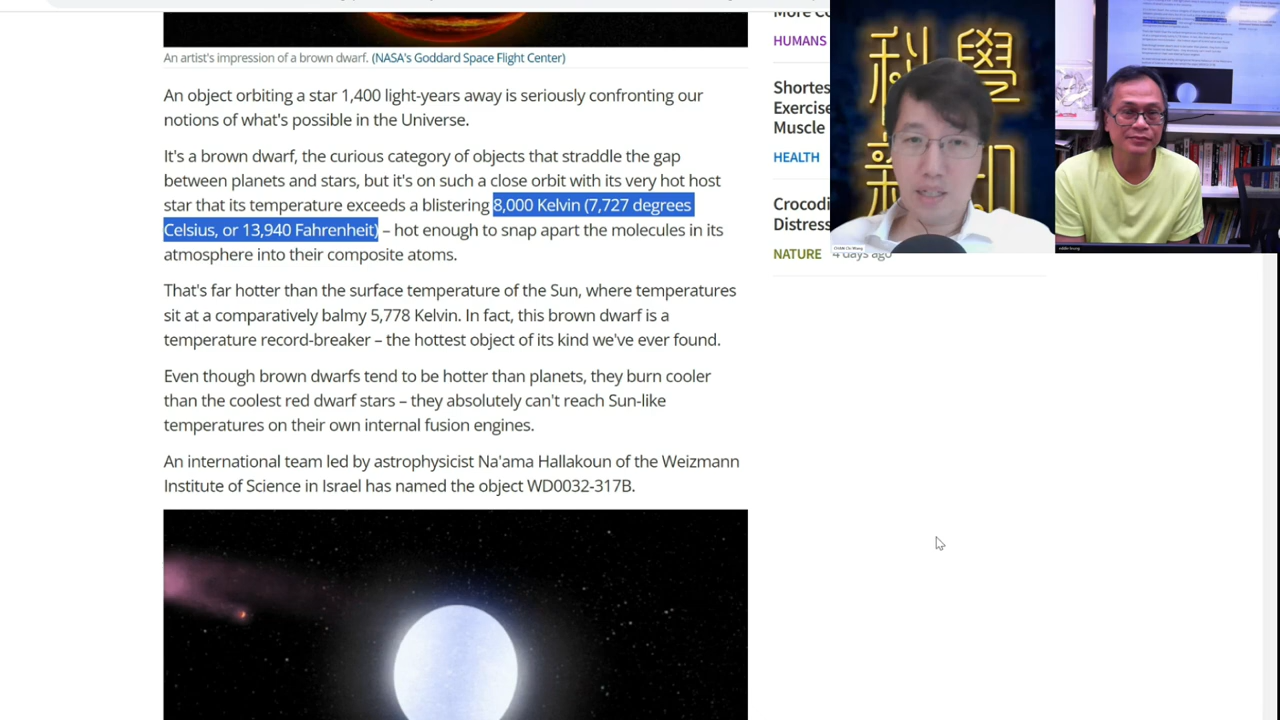 An artist's impression of a brown dwarf. (NASA's Goddard Space Flight Center)
An object orbiting a star 1,400 light-years away is seriously confronting our
notions of what's possible in the Universe.
It's a brown dwarf, the curious category of objects that straddle the gap
between planets and stars, but it's on such a close orbit with its very hot host
star that its temperature exceeds a blistering 8,000 Kelvin (7,727 degrees
Celsius, or 13,940 Fahrenheit) – hot enough to snap apart the molecules in its
atmosphere into their composite atoms.
That's far hotter than the surface temperature of the Sun, where temperatures
sit at a comparatively balmy 5,778 Kelvin. In fact, this brown dwarf is a
temperature record-breaker – the hottest object of its kind we've ever found.
Even though brown dwarfs tend to be hotter than planets, they burn cooler
than the coolest red dwarf stars – they absolutely can't reach Sun-like
temperatures on their own internal fusion engines.
An international team led by astrophysicist Na'ama Hallakoun of the Weizmann
Institute of Science in Israel has named the object WD0032-317B.
HUMANS
Shortes
Exercise
Muscle
HEALTH
Crocodi
Distress
NATURE 4 days ago
科學
新知